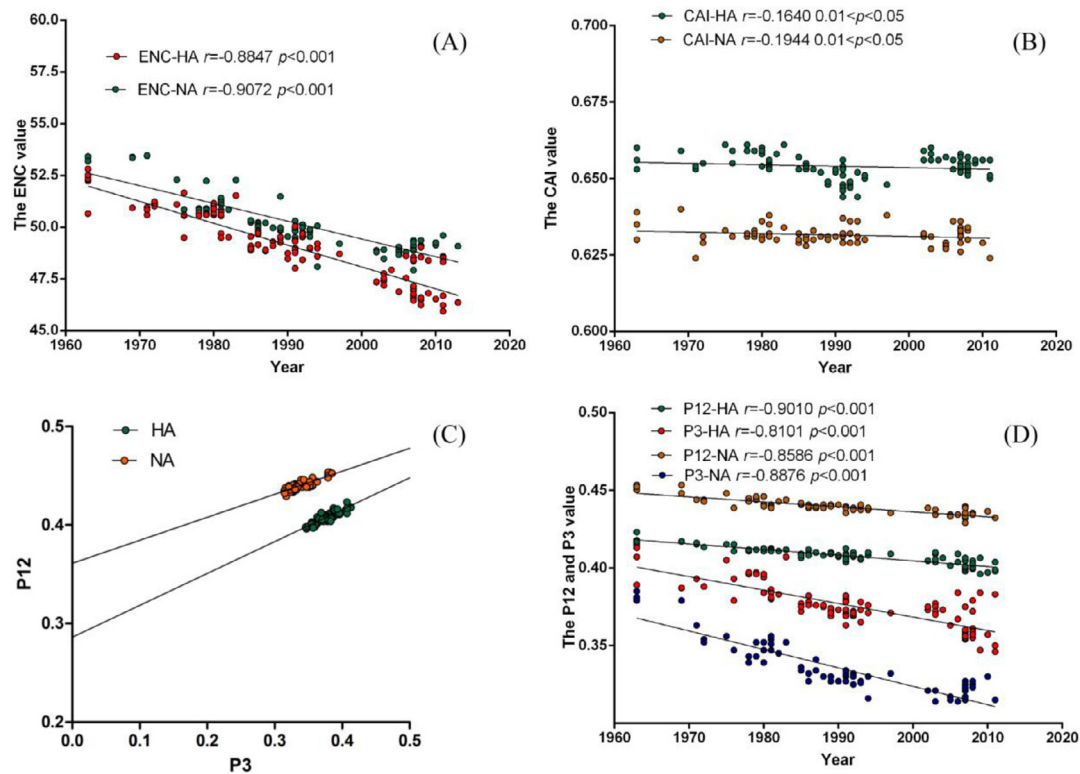 (A)
ENC-HA r=-0.8847 p<0.001
ENC-NA r=-0.9072 p<0.001
The ENC value
60.0
57.5
55.0
52.5
50.0
47.5
45.0
1960 1970 1980 1990 2000 2010 2020
Year
(B)
CAI-HA r=-0.1640 0.01<p<0.05
CAI-NA r=-0.1944 0.01<p<0.05
The CAI value
0.700
0.675
0.650
0.625
0.600
1960 1970 1980 1990 2000 2010 2020
Year
(C)
HA
NA
P12
0.5
0.4
0.3
0.2
0.0 0.1 0.2 0.3 0.4 0.5
P3
(D)
P12-HA r=-0.9010 p<0.001
P3-HA r=-0.8101 p<0.001
P12-NA r=-0.8586 p<0.001
P3-NA r=-0.8876 p<0.001
The P12 and P3 value
0.50
0.45
0.40
0.35
1960 1970 1980 1990 2000 2010 2020
Year